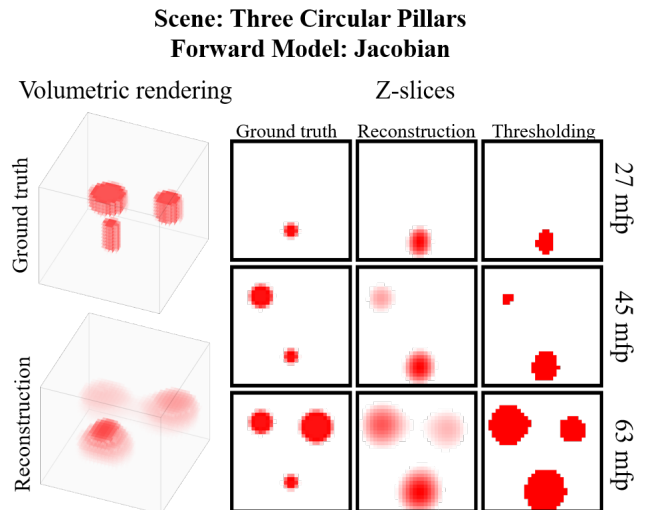 Scene: Three Circular Pillars
Forward Model: Jacobian
Volumetric rendering
Z-slices
Ground truth
Reconstruction
Thresholding
Ground truth
27 mfp
45 mfp
Reconstruction
63 mfp